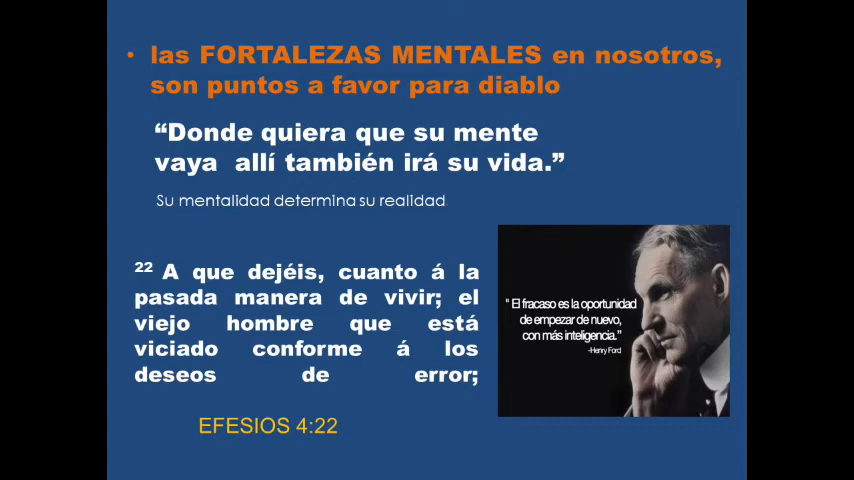 • las FORTALEZAS MENTALES en nosotros,
son puntos a favor para diablo
“Donde quiera que su mente
vaya allí también irá su vida.”
Su mentalidad determina su realidad
22 A que dejéis, cuanto á la
pasada manera de vivir; el
viejo hombre que está
viciado conforme á los
deseos de error;
EFESIOS 4:22
" El fracaso es la oportunidad
de empezar de nuevo,
con más inteligencia.”
-Henry Ford